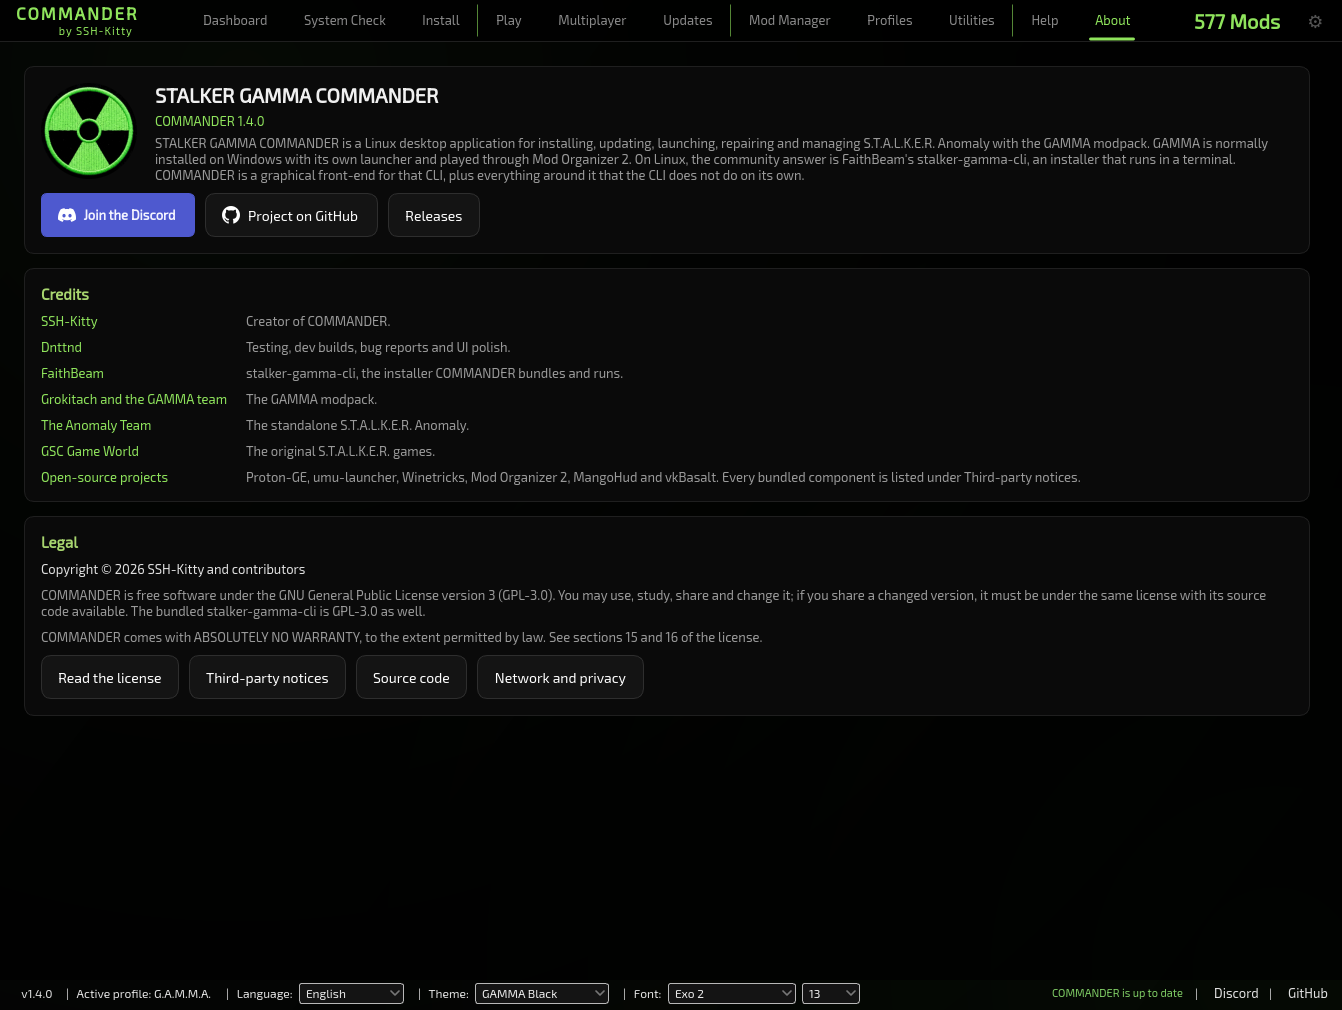 COMMANDER
by SSH-Kitty
Dashboard System Check Install Play Multiplayer Updates Mod Manager Profiles Utilities Help About 577 Mods
STALKER GAMMA COMMANDER
COMMANDER 1.4.0
STALKER GAMMA COMMANDER is a Linux desktop application for installing, updating, launching, repairing and managing S.T.A.L.K.E.R. Anomaly with the GAMMA modpack. GAMMA is normally
installed on Windows with its own launcher and played through Mod Organizer 2. On Linux, the community answer is FaithBeam's stalker-gamma-cli, an installer that runs in a terminal.
COMMANDER is a graphical front-end for that CLI, plus everything around it that the CLI does not do on its own.
Join the Discord Project on GitHub Releases
Credits
SSH-Kitty Creator of COMMANDER.
Dnttnd Testing, dev builds, bug reports and UI polish.
FaithBeam stalker-gamma-cli, the installer COMMANDER bundles and runs.
Grokitach and the GAMMA team The GAMMA modpack.
The Anomaly Team The standalone S.T.A.L.K.E.R. Anomaly.
GSC Game World The original S.T.A.L.K.E.R. games.
Open-source projects Proton-GE, umu-launcher, Winetricks, Mod Organizer 2, MangoHud and vkBasalt. Every bundled component is listed under Third-party notices.
Legal
Copyright © 2026 SSH-Kitty and contributors
COMMANDER is free software under the GNU General Public License version 3 (GPL-3.0). You may use, study, share and change it; if you share a changed version, it must be under the same license with its source
code available. The bundled stalker-gamma-cli is GPL-3.0 as well.
COMMANDER comes with ABSOLUTELY NO WARRANTY, to the extent permitted by law. See sections 15 and 16 of the license.
Read the license Third-party notices Source code Network and privacy
v1.4.0 | Active profile: G.A.M.M.A. | Language: English | Theme: GAMMA Black | Font: Exo 2 13 COMMANDER is up to date | Discord | GitHub